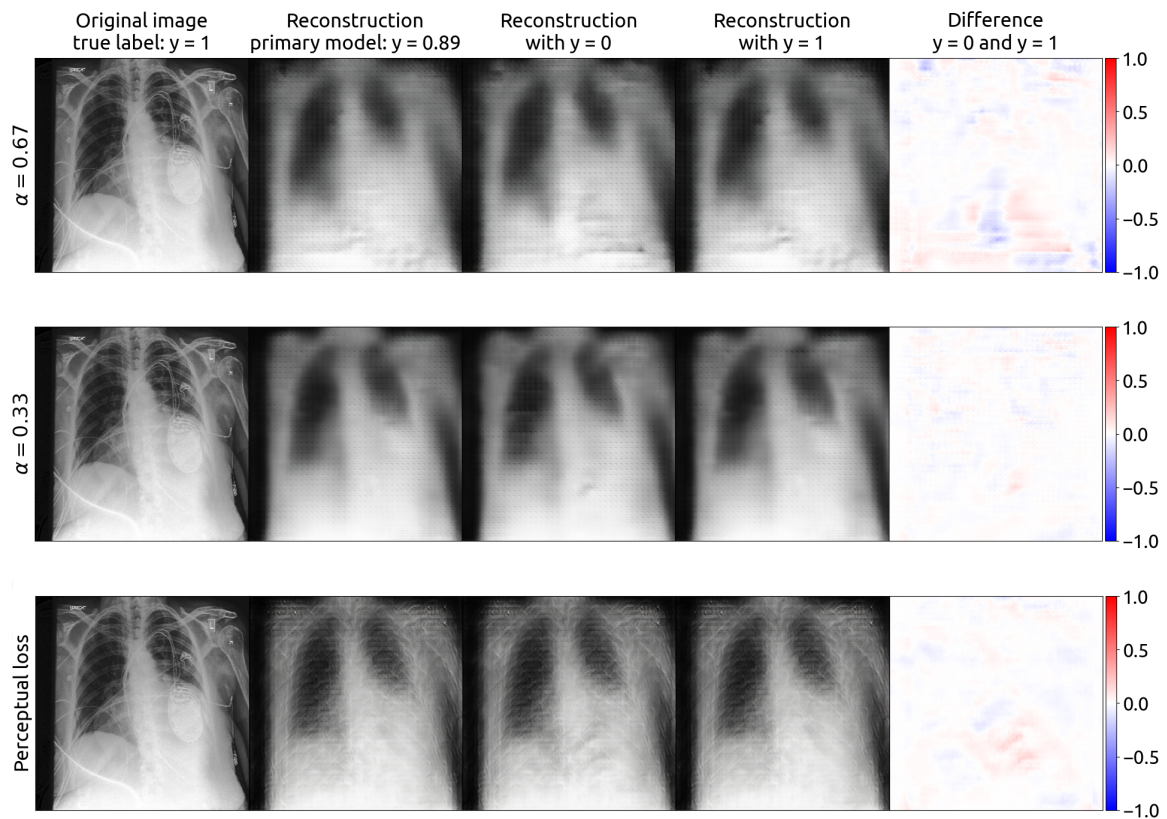 Original image
true label: y = 1
Reconstruction
primary model: y = 0.89
Reconstruction
with y = 0
Reconstruction
with y = 1
Difference
y = 0 and y = 1
α = 0.67
L
1.0
0.5
0.0
−0.5
−1.0
α = 0.33
L
1.0
0.5
0.0
−0.5
−1.0
Perceptual loss
L
1.0
0.5
0.0
−0.5
−1.0